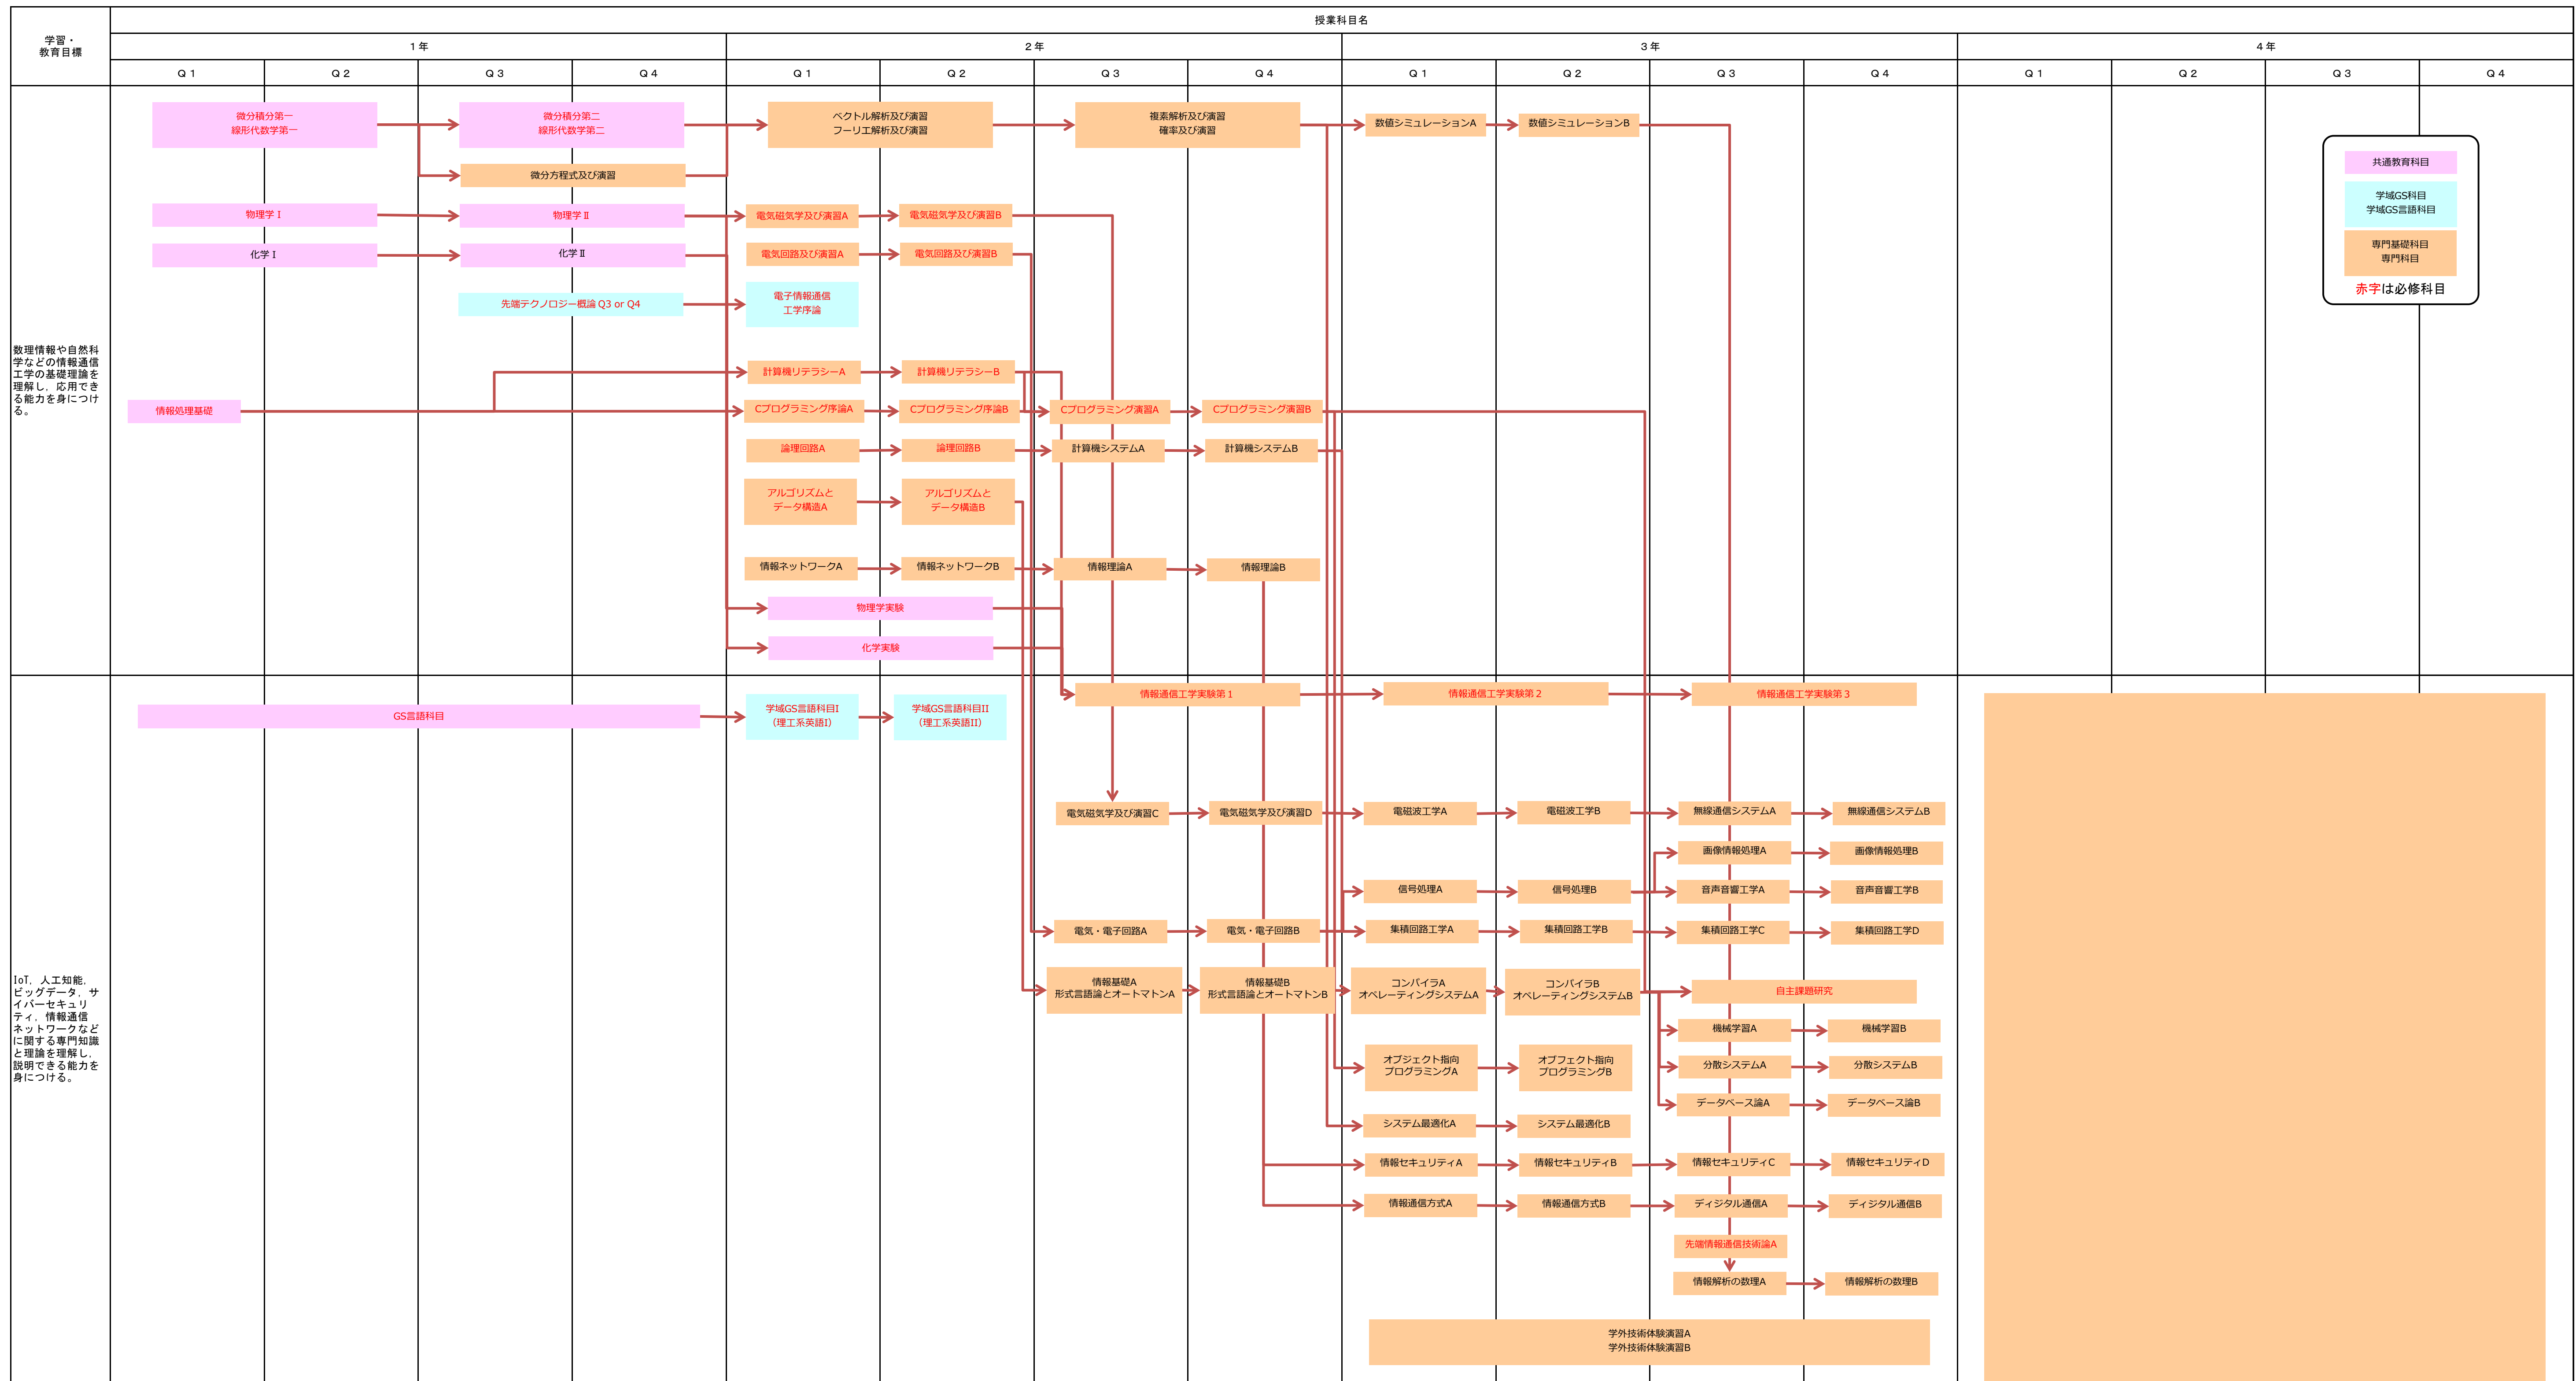 授業科目名
学習・
教育目標
1年
2年
3年
4年
Q1
Q2
Q3
Q4
Q1
Q2
Q3
Q4
Q1
Q2
Q3
Q4
Q1
Q2
Q3
Q4
数理情報や自然科
学などの情報通信
工学の基礎理論を
理解し，応用でき
る能力を身につけ
る。
微分積分第一
線形代数学第一
微分積分第二
線形代数学第二
ベクトル解析及び演習
フーリエ解析及び演習
複素解析及び演習
確率及び演習
数値シミュレーションA
数値シミュレーションB
微分方程式及び演習
物理学Ⅰ
物理学Ⅱ
電気磁気学及び演習A
電気磁気学及び演習B
化学Ⅰ
化学Ⅱ
電気回路及び演習A
電気回路及び演習B
先端テクノロジー概論 Q3 or Q4
電子情報通信
工学序論
計算機リテラシーA
計算機リテラシーB
情報処理基礎
Cプログラミング序論A
Cプログラミング序論B
Cプログラミング演習A
Cプログラミング演習B
論理回路A
論理回路B
計算機システムA
計算機システムB
アルゴリズムと
データ構造A
アルゴリズムと
データ構造B
情報ネットワークA
情報ネットワークB
情報理論A
情報理論B
物理学実験
化学実験
共通教育科目
学域GS科目
学域GS言語科目
専門基礎科目
専門科目
赤字は必修科目
IoT，人工知能，
ビッグデータ，サ
イバーセキュリ
ティ，情報通信
ネットワークなど
に関する専門知識
と理論を理解し，
説明できる能力を
身につける。
情報通信工学実験第１
情報通信工学実験第２
情報通信工学実験第３
GS言語科目
学域GS言語科目I
（理工系英語I）
学域GS言語科目II
（理工系英語II）
電気磁気学及び演習C
電気磁気学及び演習D
電磁波工学A
電磁波工学B
無線通信システムA
無線通信システムB
画像情報処理A
画像情報処理B
信号処理A
信号処理B
音声音響工学A
音声音響工学B
電気・電子回路A
電気・電子回路B
集積回路工学A
集積回路工学B
集積回路工学C
集積回路工学D
情報基礎A
形式言語論とオートマトンA
情報基礎B
形式言語論とオートマトンB
コンパイラA
オペレーティングシステムA
コンパイラB
オペレーティングシステムB
自主課題研究
機械学習A
機械学習B
オブジェクト指向
プログラミングA
オブフェクト指向
プログラミングB
分散システムA
分散システムB
データベース論A
データベース論B
システム最適化A
システム最適化B
情報セキュリティA
情報セキュリティB
情報セキュリティC
情報セキュリティD
情報通信方式A
情報通信方式B
ディジタル通信A
ディジタル通信B
先端情報通信技術論A
情報解析の数理A
情報解析の数理B
学外技術体験演習A
学外技術体験演習B